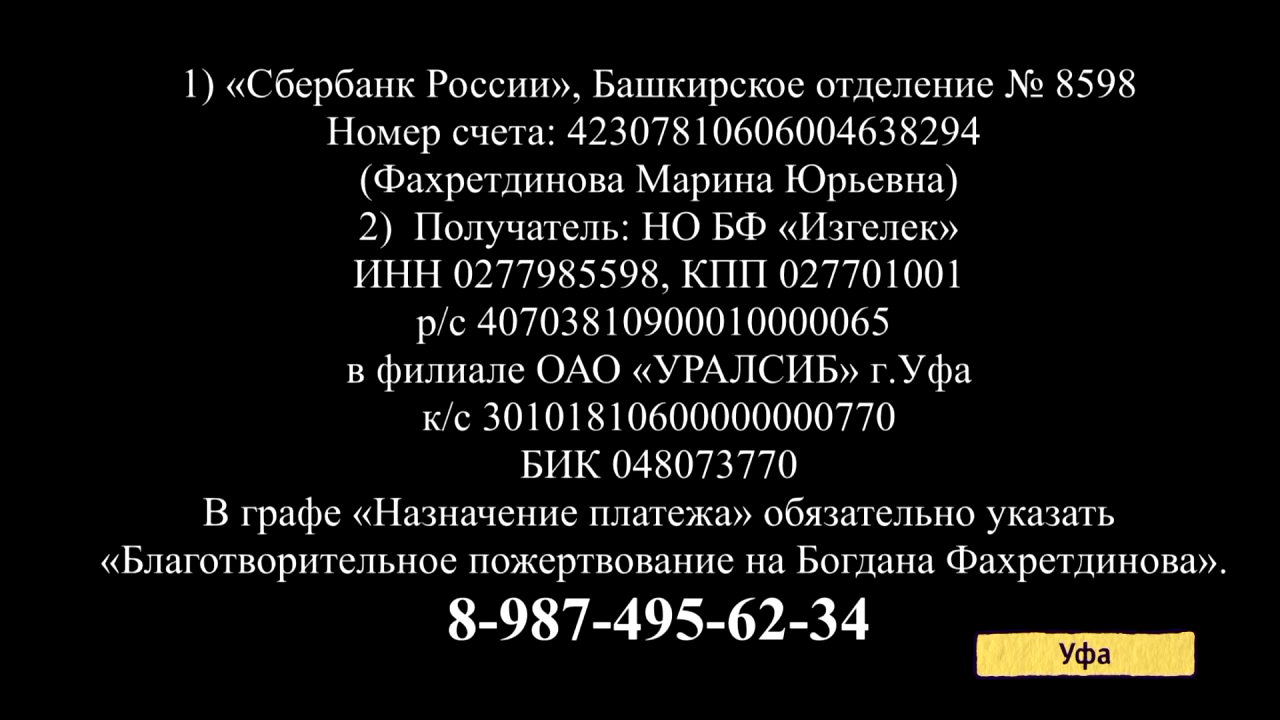 1) «Сбербанк России», Башкирское отделение № 8598
Номер счета: 42307810606004638294
(Фахретдинова Марина Юрьевна)
2) Получатель: НО БФ «Изгелек»
ИНН 0277985598, КПП 027701001
р/с 40703810900010000065
в филиале ОАО «УРАЛСИБ» г.Уфа
к/с 30101810600000000770
БИК 048073770
В графе «Назначение платежа» обязательно указать
«Благотворительное пожертвование на Богдана Фахретдинова».
8-987-495-62-34
Уфа